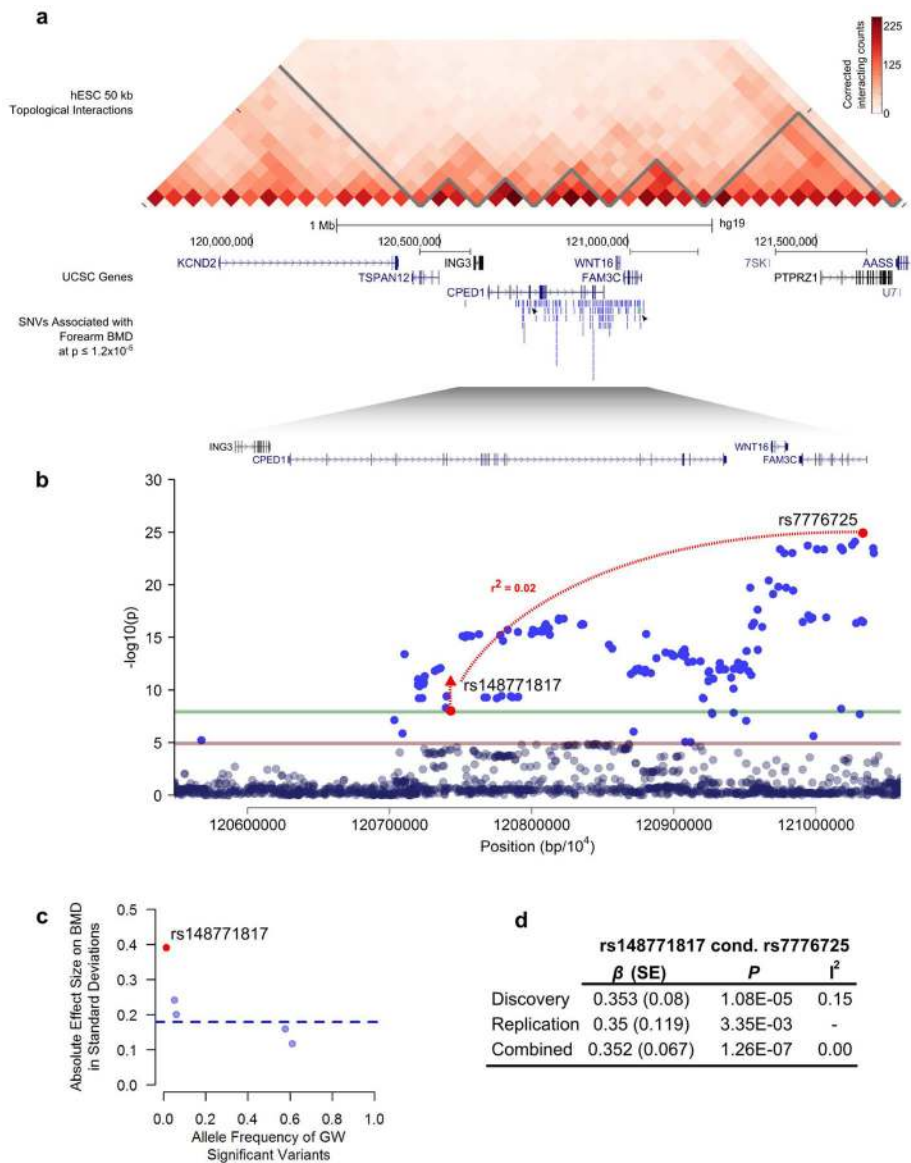 a
hESC 50 kb
Topological Interactions
Corrected
interacting counts
225
125
0
1 Mb
hg19
120,000,000
120,500,000
121,000,000
121,500,000
UCSC Genes
KCND2
ING3
WNT16
7SK
AASS
TSPAN12
FAM3C
PTPRZ1
CPED1
U7
SNVs Associated with
Forearm BMD
at p ≤ 1.2x10-5
ING3
WNT16
CPED1
FAM3C
b
30
25
20
15
10
5
0
-log10(p)
rs7776725
r2 = 0.02
rs148771817
120600000 120700000 120800000 120900000 121000000
Position (bp/10^4)
c
0.5
0.4
0.3
0.2
0.1
0.0
Absolute Effect Size on BMD
in Standard Deviations
rs148771817
0.0 0.2 0.4 0.6 0.8 1.0
Allele Frequency of GW
Significant Variants
d
rs148771817 cond. rs7776725
β (SE) P I2
Discovery 0.353 (0.08) 1.08E-05 0.15
Replication 0.35 (0.119) 3.35E-03 -
Combined 0.352 (0.067) 1.26E-07 0.00